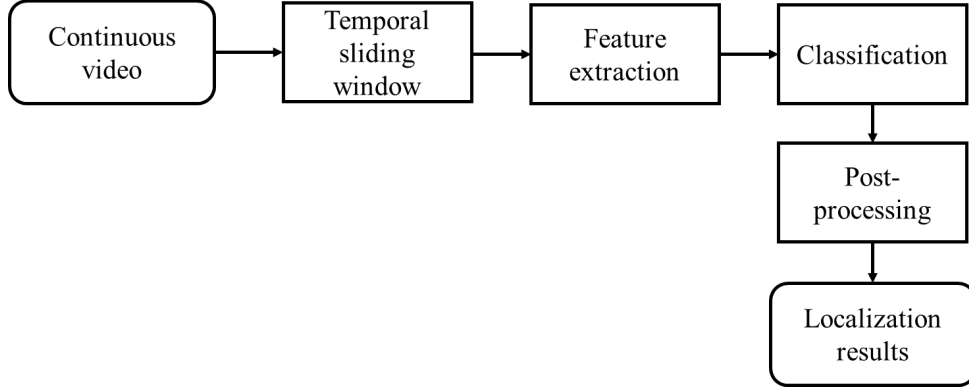 Continuous
video
Temporal
sliding
window
Feature
extraction
Classification
Post-
processing
Localization
results